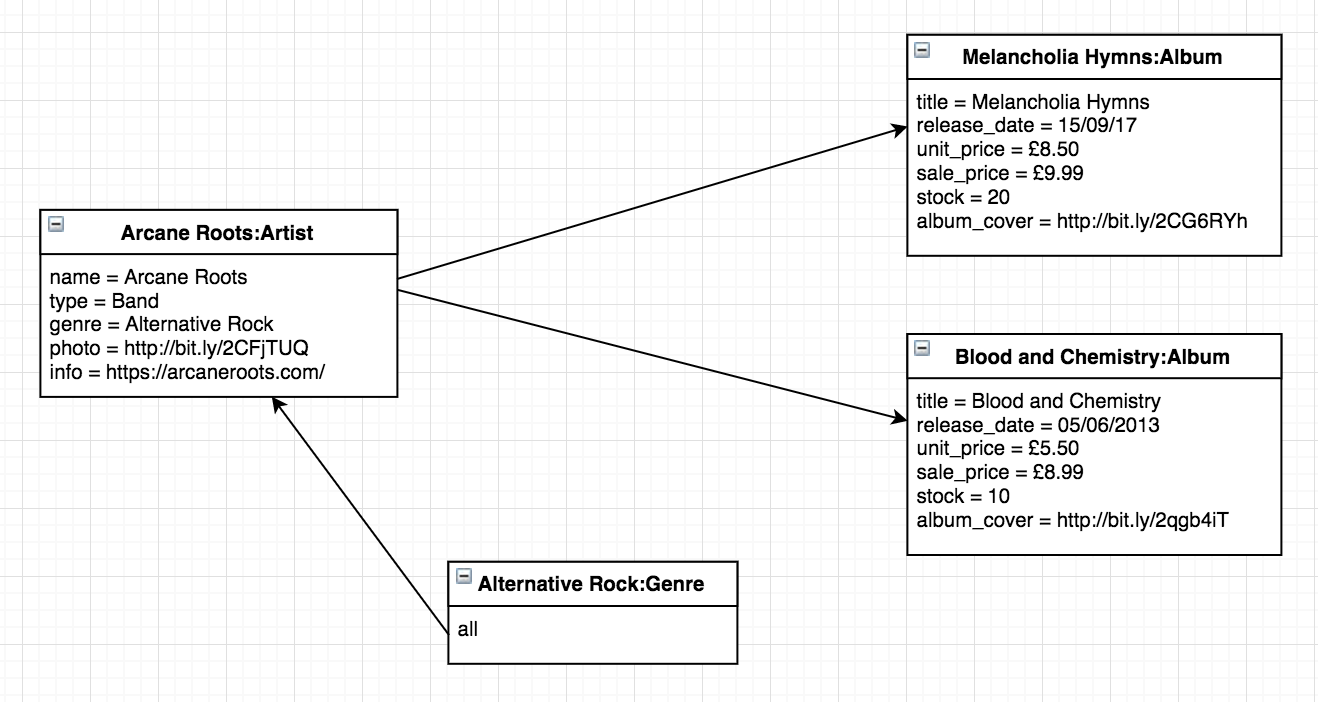 Arcane Roots:Artist
name = Arcane Roots
type = Band
genre = Alternative Rock
photo = http://bit.ly/2CFjTUQ
info = https://arcaneroots.com/
Melancholia Hymns:Album
title = Melancholia Hymns
release_date = 15/09/17
unit_price = £8.50
sale_price = £9.99
stock = 20
album_cover = http://bit.ly/2CG6RYh
Blood and Chemistry:Album
title = Blood and Chemistry
release_date = 05/06/2013
unit_price = £5.50
sale_price = £8.99
stock = 10
album_cover = http://bit.ly/2qgb4iT
Alternative Rock:Genre
all